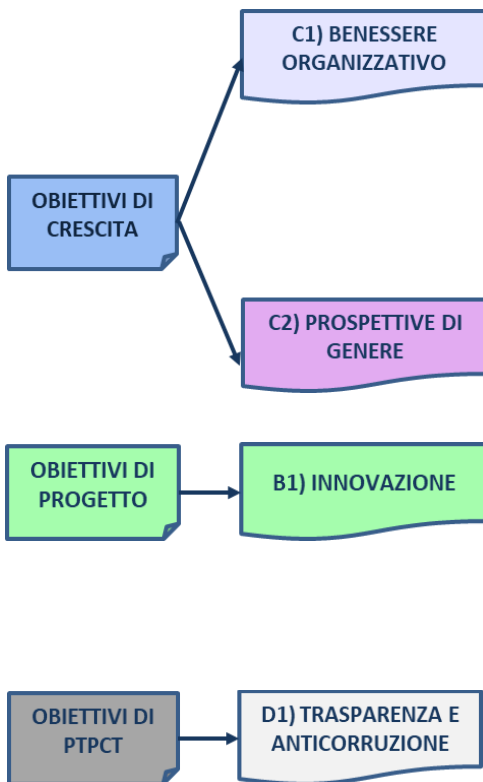 C1) BENESSERE
ORGANIZZATIVO
OBIETTIVI DI
CRESCITA
C2) PROSPETTIVE DI
GENERE
OBIETTIVI DI
PROGETTO
B1) INNOVAZIONE
OBIETTIVI DI
PTPCT
D1) TRASPARENZA E
ANTICORRUZIONE